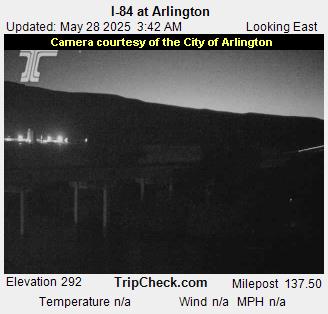 I-84 at Arlington
Updated: May 28 2025 3:42 AM Looking East
Camera courtesy of the City of Arlington
Elevation 292 TripCheck.com Milepost 137.50
Temperature n/a Wind n/a MPH n/a